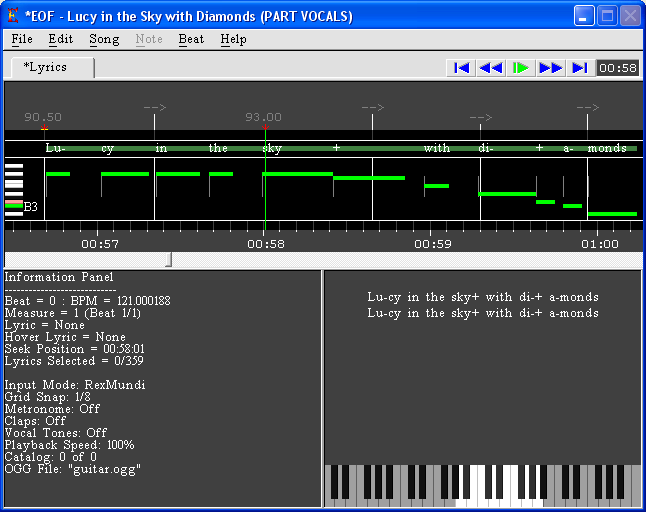 *EOF - Lucy in the Sky with Diamonds (PART VOCALS)
File Edit Song Note Beat Help
*Lyrics
00:58
--> --> --> -->
90.50 93.00
Lu- cy in the sky + with di- + a- monds
B3
00:57 00:58 00:59 01:00
Information Panel
----------------------------
Beat = 0 : BPM = 121.000188
Measure = 1 (Beat 1/1)
Lyric = None
Hover Lyric = None
Seek Position = 00:58:01
Lyrics Selected = 0/359
Input Mode: RexMundi
Grid Snap: 1/8
Metronome: Off
Claps: Off
Vocal Tones: Off
Playback Speed: 100%
Catalog: 0 of 0
OGG File: "guitar.ogg"
Lu-cy in the sky+ with di-+ a-monds
Lu-cy in the sky+ with di-+ a-monds